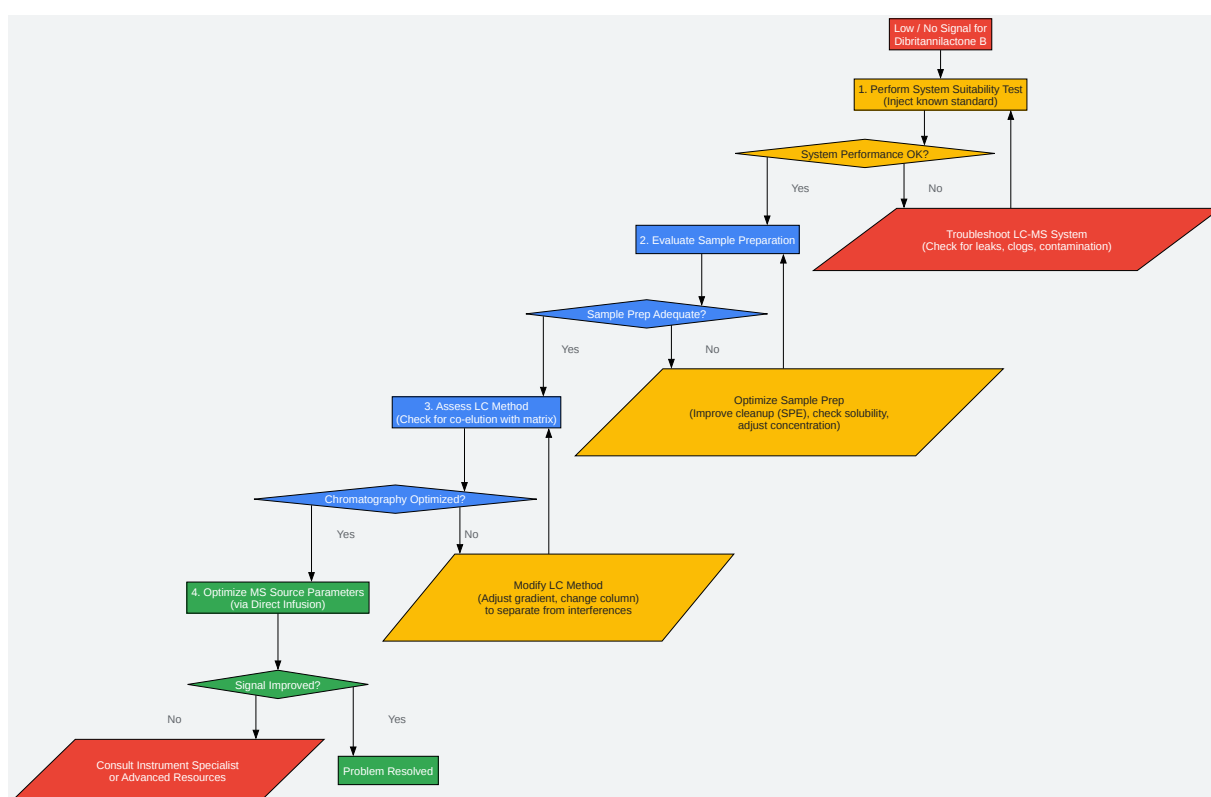 Low / No Signal for
Dibritannilactone B
1. Perform System Suitability Test
(Inject known standard)
System Performance OK?
Yes
No
Troubleshoot LC-MS System
(Check for leaks, clogs, contamination)
2. Evaluate Sample Preparation
Sample Prep Adequate?
Yes
No
Optimize Sample Prep
(Improve cleanup (SPE), check solubility,
adjust concentration)
3. Assess LC Method
(Check for co-elution with matrix)
Chromatography Optimized?
Yes
No
Modify LC Method
(Adjust gradient, change column)
to separate from interferences
4. Optimize MS Source Parameters
(via Direct Infusion)
Signal Improved?
No
Yes
Consult Instrument Specialist
or Advanced Resources
Problem Resolved